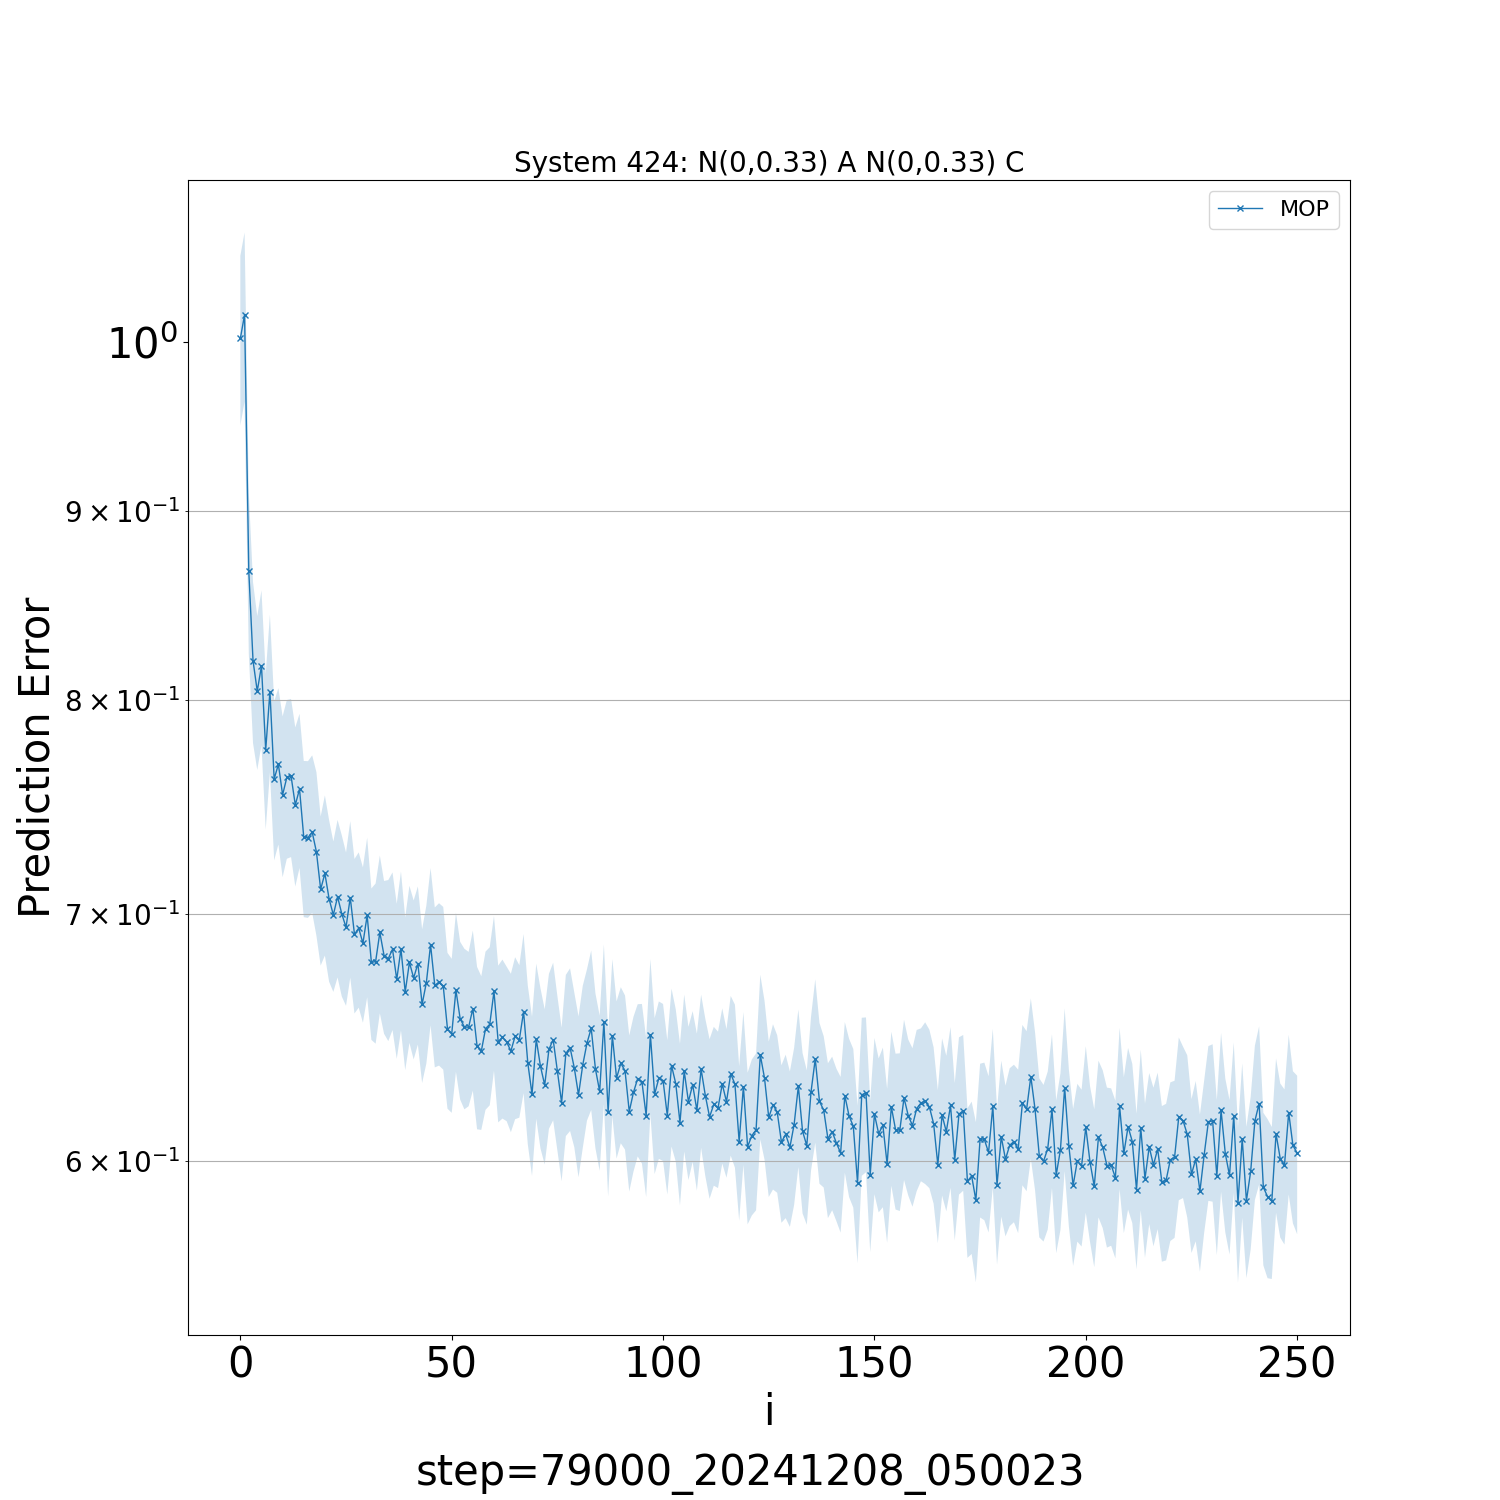 System 424: N(0,0.33) A N(0,0.33) C
MOP
10⁰
9 × 10⁻¹
8 × 10⁻¹
7 × 10⁻¹
6 × 10⁻¹
Prediction Error
0 50 100 150 200 250
i
step=79000_20241208_050023